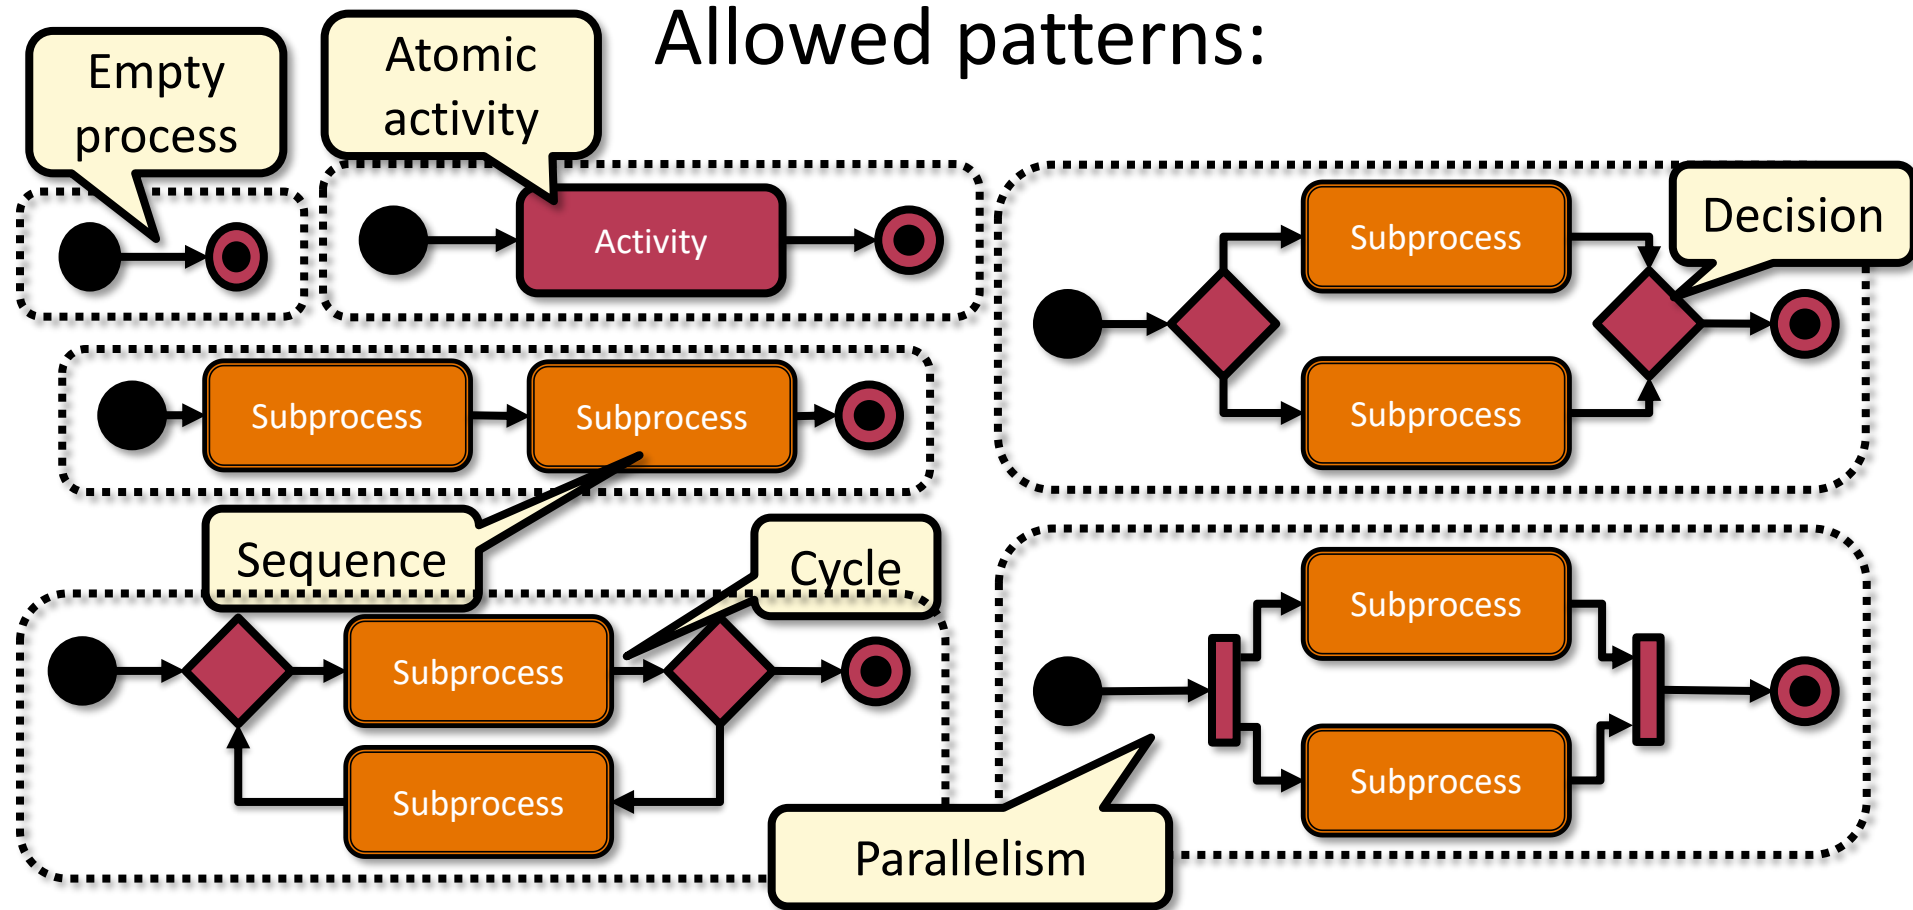 Allowed patterns:
Empty
process
Atomic
activity
Activity
Subprocess
Decision
Subprocess
Subprocess
Subprocess
Sequence
Cycle
Subprocess
Subprocess
Subprocess
Subprocess
Parallelism